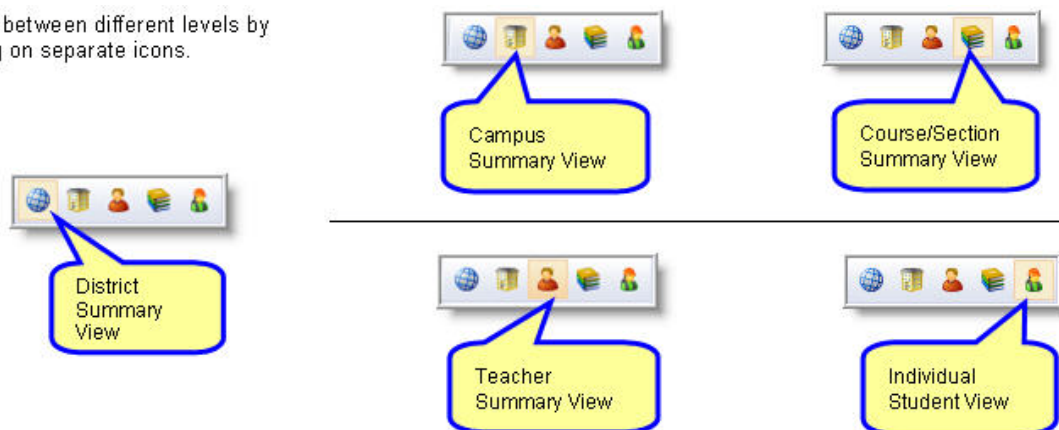 between different levels by
on separate icons.
Campus
Summary View
Course/Section
Summary View
District
Summary
View
Teacher
Summary View
Individual
Student View